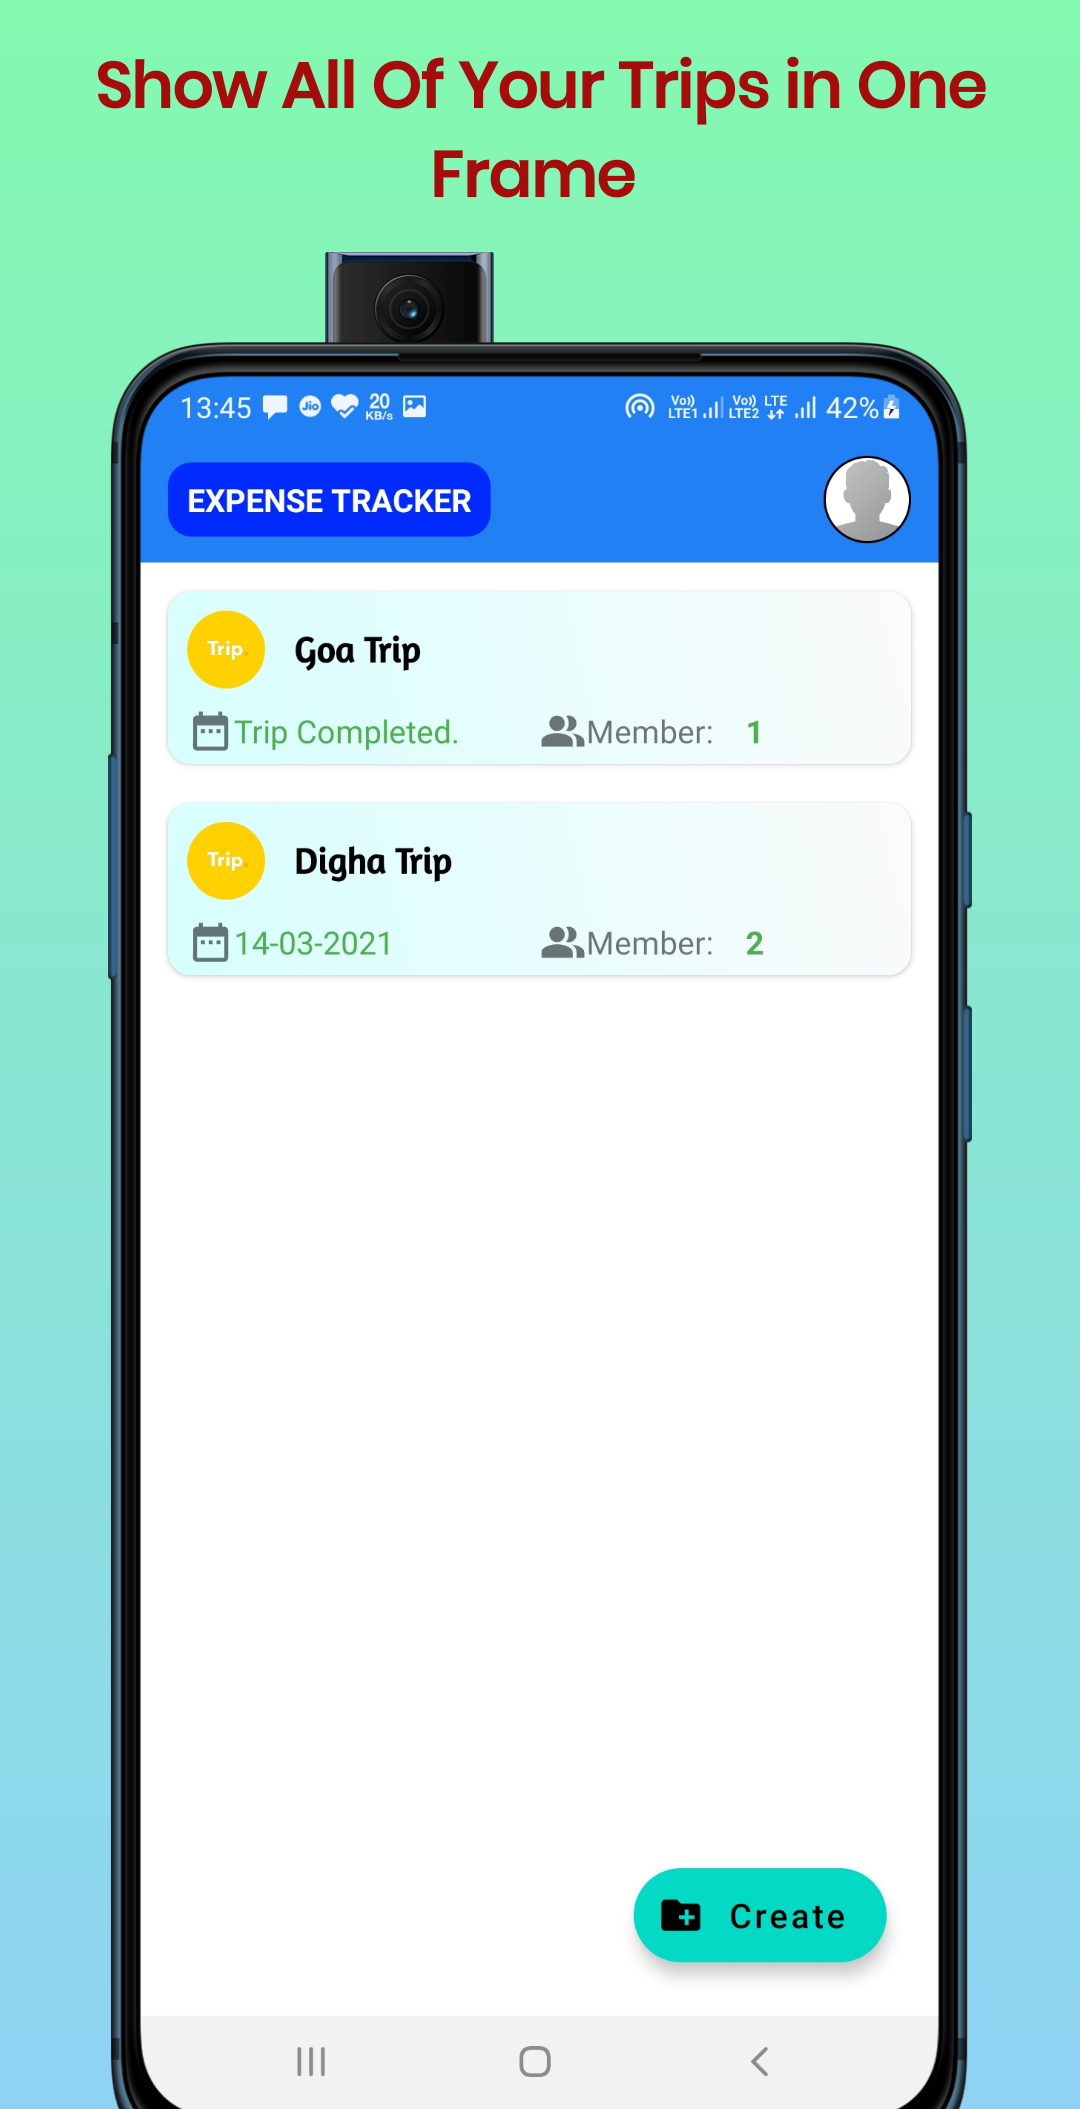 Show All Of Your Trips in One
Frame
13:45 Jio 20 KB/s Vo)) LTE1 Vo)) LTE2 LTE 42%
EXPENSE TRACKER
Trip. Goa Trip
Trip Completed. Member: 1
Trip. Digha Trip
14-03-2021 Member: 2
Create